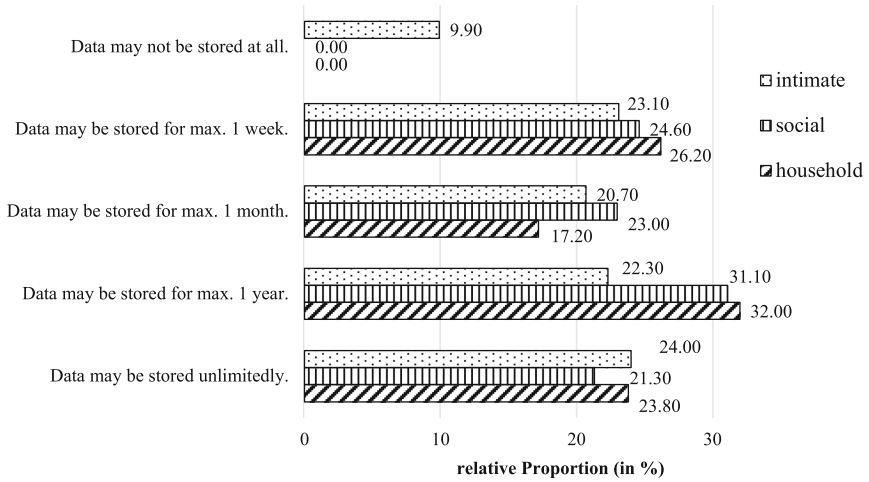 Data may not be stored at all.
9.90
0.00
0.00
Data may be stored for max. 1 week.
23.10
24.60
26.20
Data may be stored for max. 1 month.
20.70
23.00
17.20
Data may be stored for max. 1 year.
22.30
31.10
32.00
Data may be stored unlimitedly.
24.00
21.30
23.80
0 10 20 30
relative Proportion (in %)
intimate
social
household